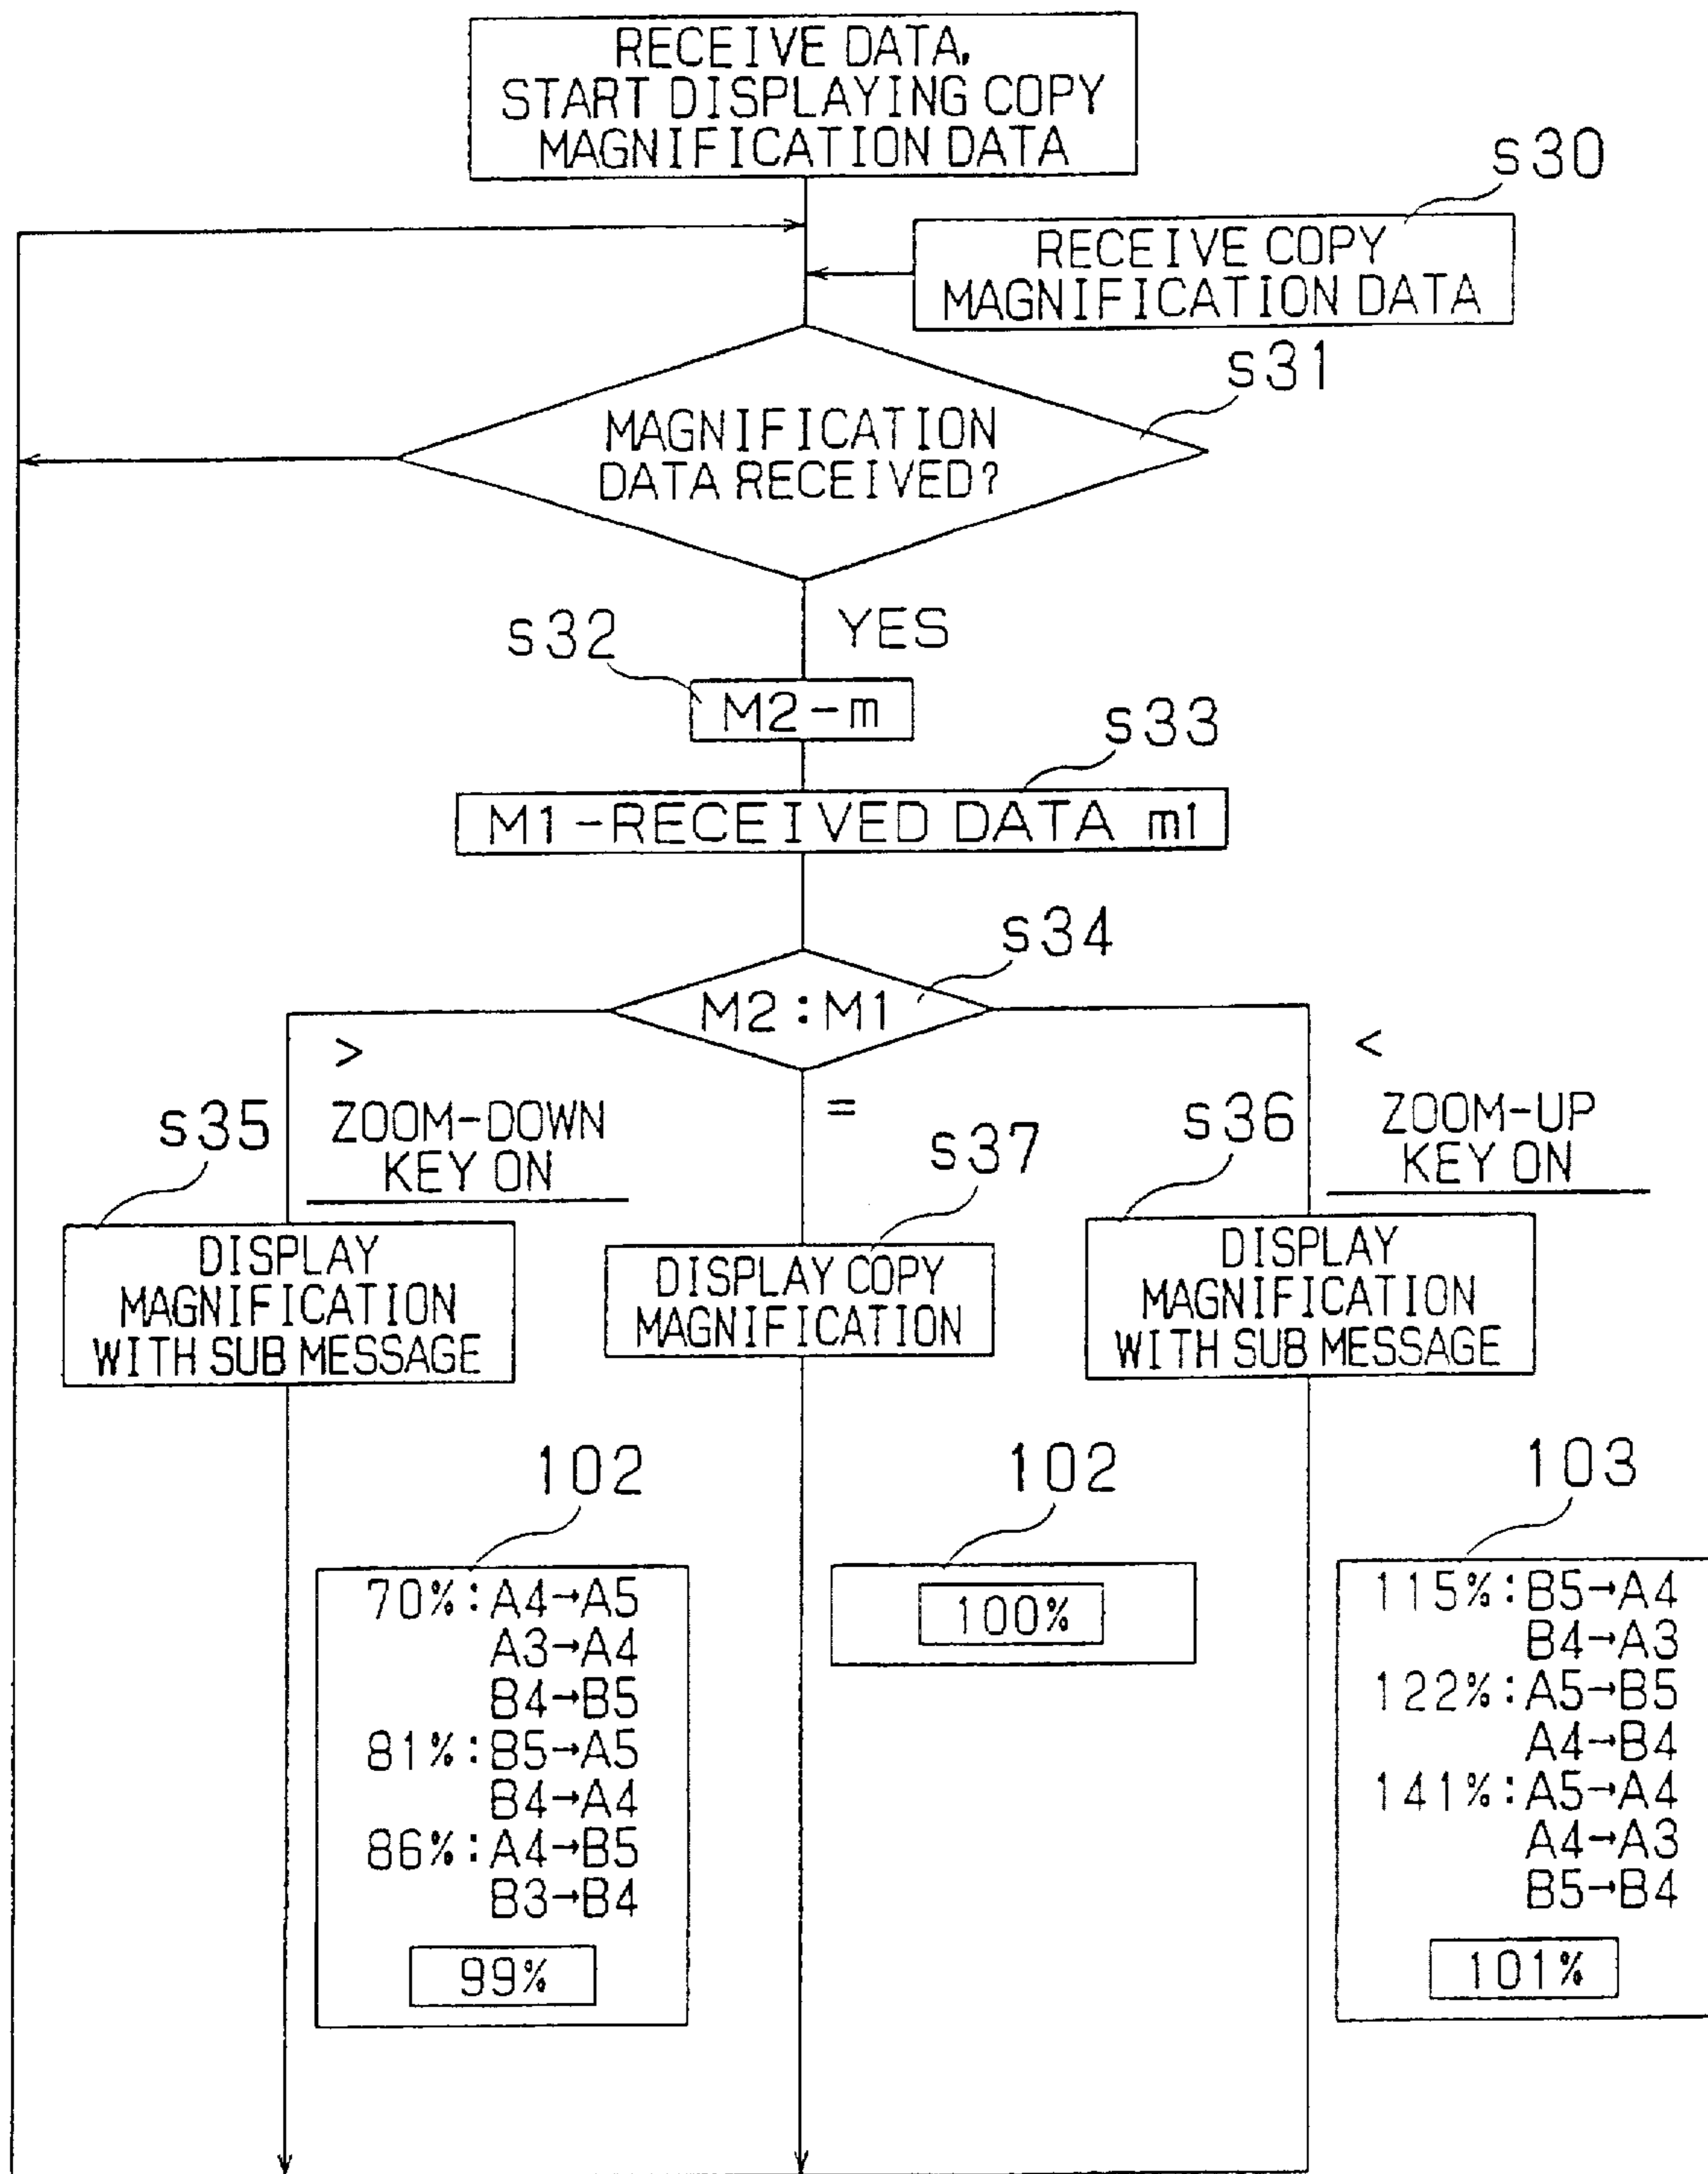 RECEIVE DATA,
START DISPLAYING COPY
MAGNIFICATION DATA
s30
RECEIVE COPY
MAGNIFICATION DATA
s31
MAGNIFICATION
DATA RECEIVED?
YES
s32
M2-m
s33
M1-RECEIVED DATA m1
s34
M2:M1
>
=
<
s35
ZOOM-DOWN
KEY ON
s37
s36
ZOOM-UP
KEY ON
DISPLAY
MAGNIFICATION
WITH SUB MESSAGE
DISPLAY COPY
MAGNIFICATION
DISPLAY
MAGNIFICATION
WITH SUB MESSAGE
102
70%:A4→A5
A3→A4
B4→B5
81%:B5→A5
B4→A4
86%:A4→B5
B3→B4
99%
102
100%
103
115%:B5→A4
B4→A3
122%:A5→B5
A4→B4
141%:A5→A4
A4→A3
B5→B4
101%